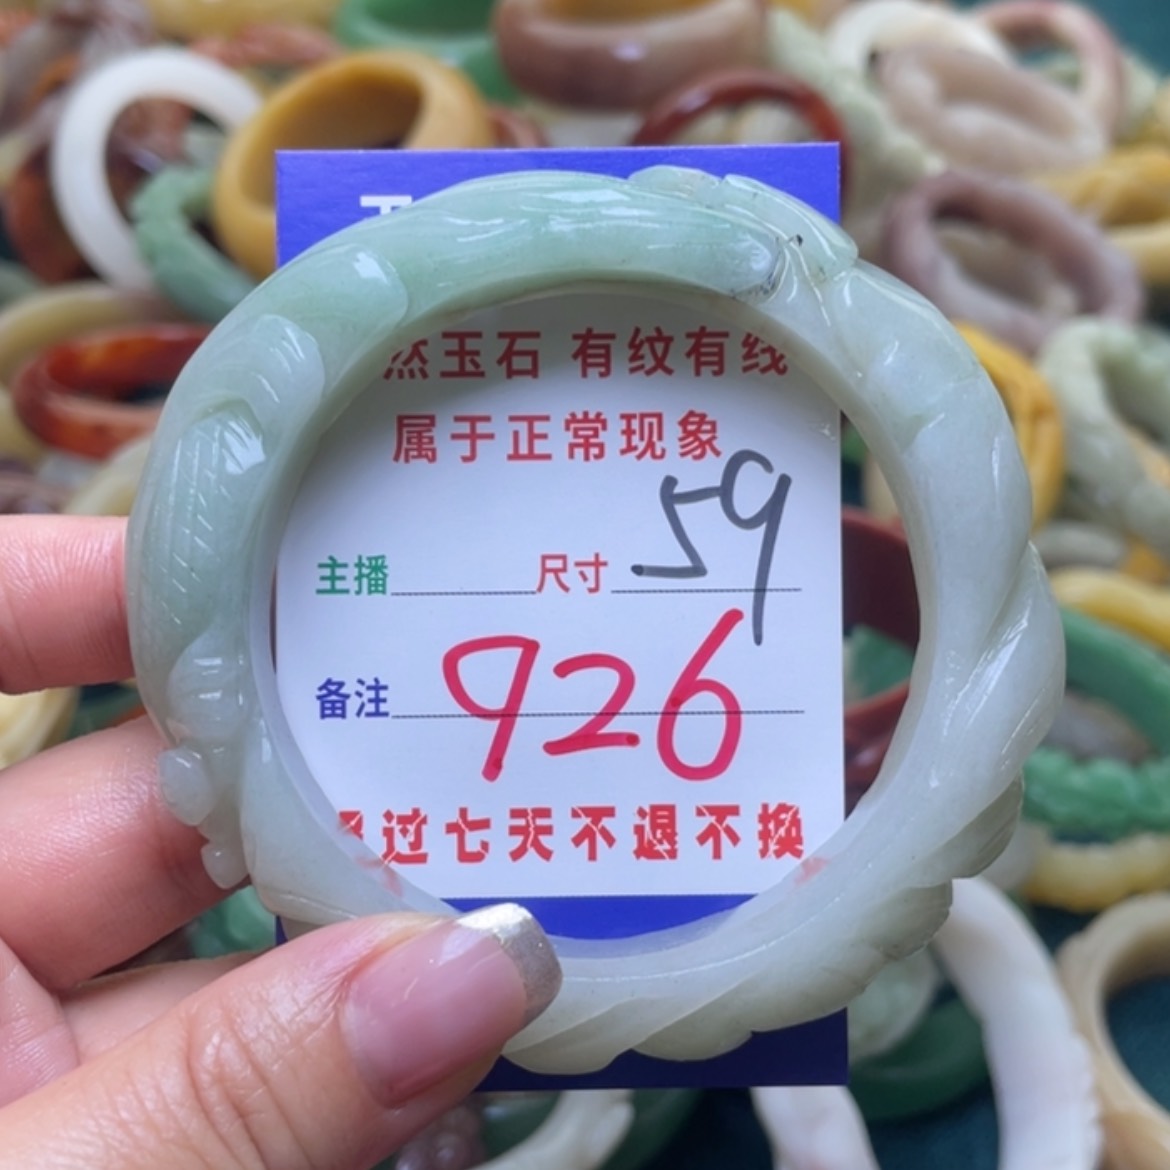 然玉石 有纹有线
属于正常现象
主播 尺寸 59
备注 926
过七天不退不换